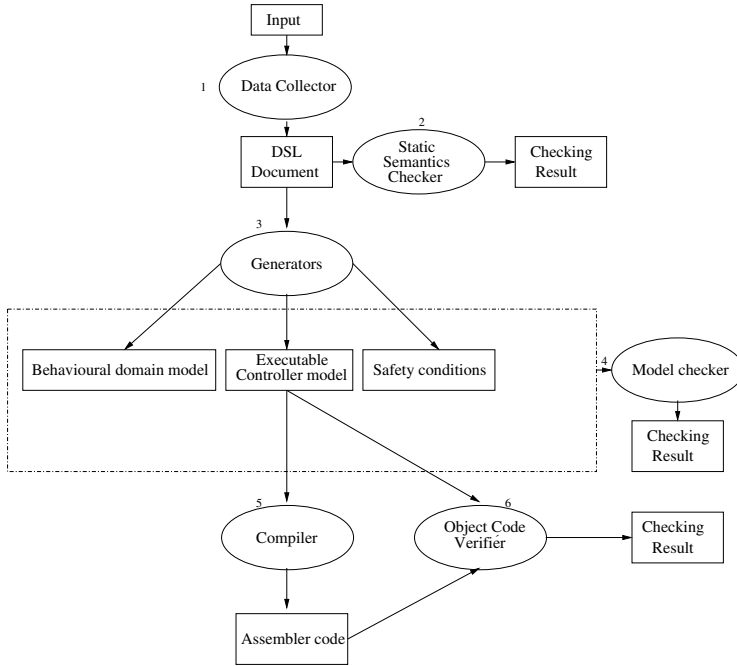 Input
1
Data Collector
2
DSL
Document
Static
Semantics
Checker
Checking
Result
3
Generators
Behavioural domain model
Executable
Controller model
Safety conditions
4
Model checker
Checking
Result
5
Compiler
6
Object Code
Verifier
Checking
Result
Assembler code